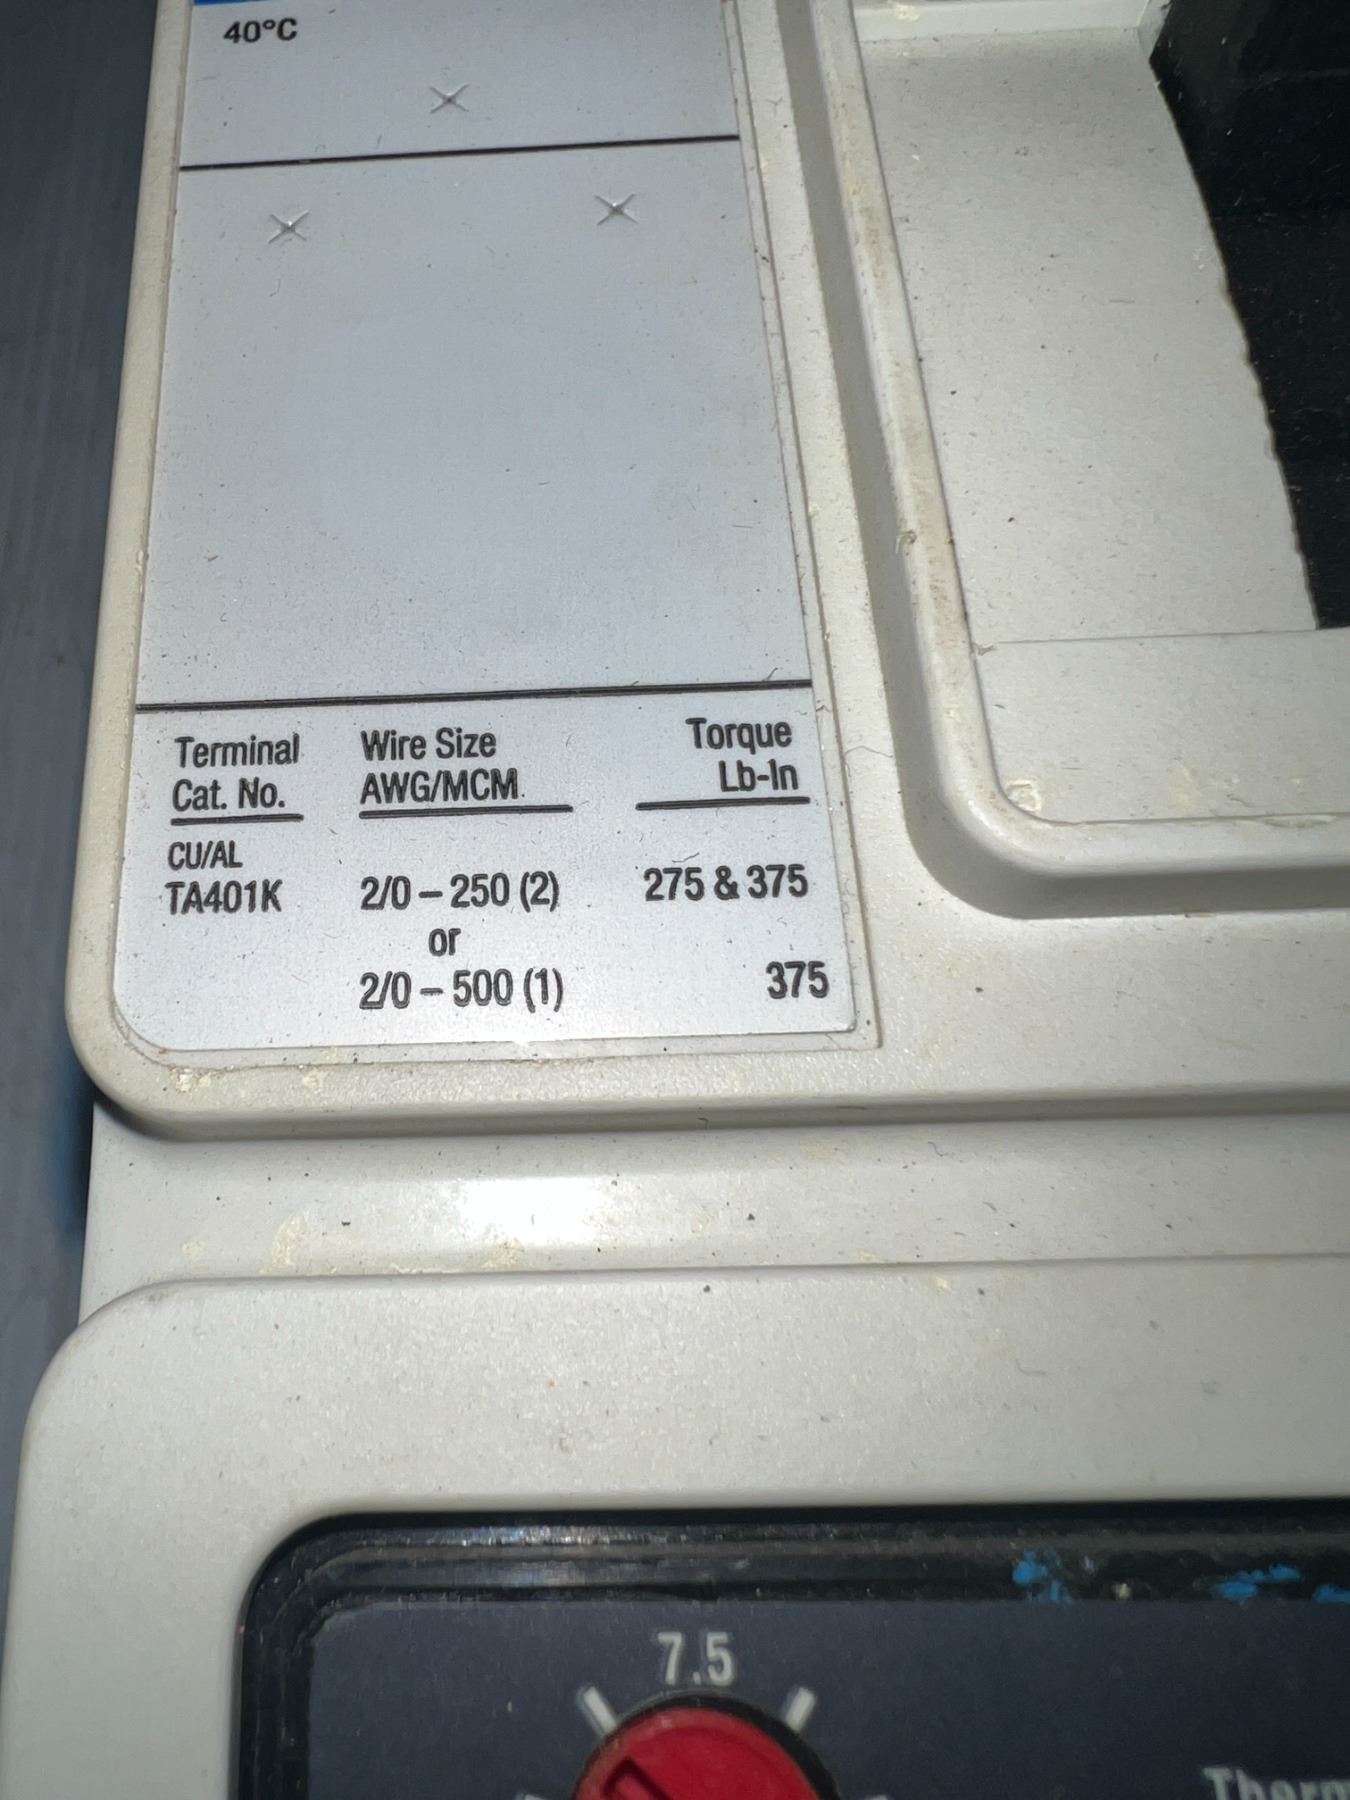 40°C
Terminal Wire Size Torque
Cat. No. AWG/MCM Lb-In
CU/AL
TA401K 2/0 – 250 (2) 275 & 375
or
2/0 – 500 (1) 375
7.5